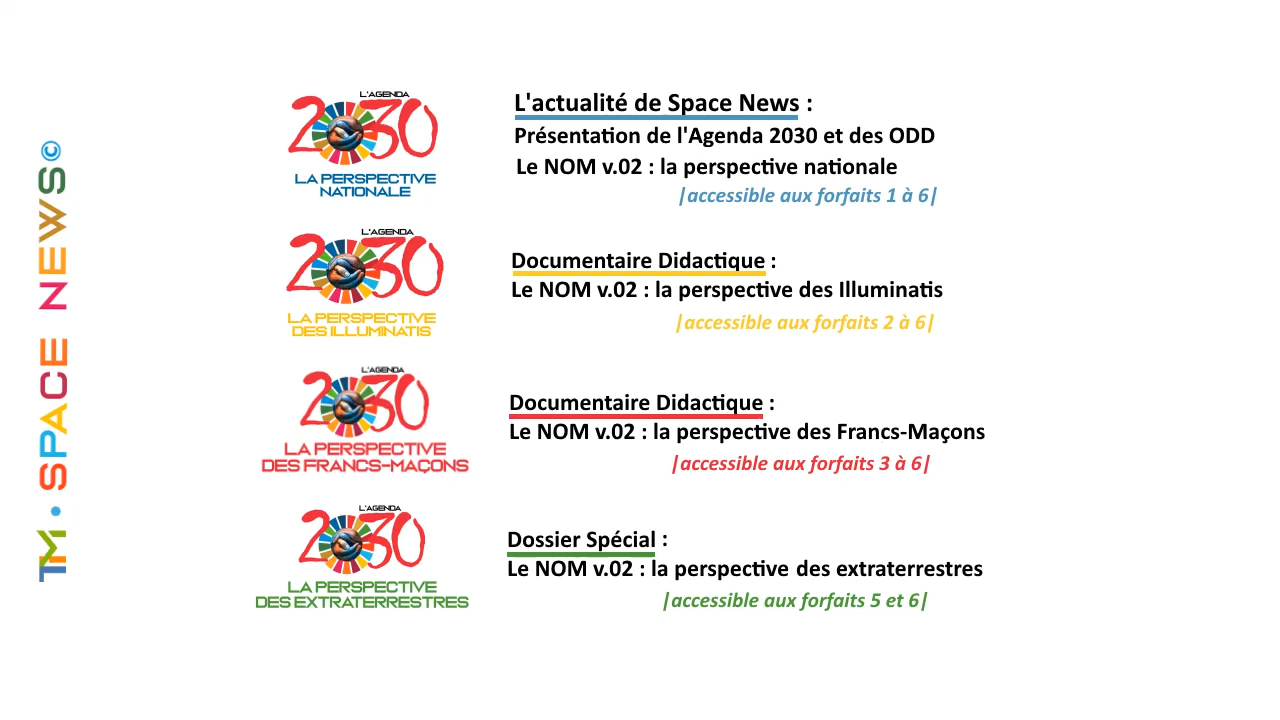 TM • SPACE NEWS©
L'AGENDA
2030
LA PERSPECTIVE
NATIONALE
L'actualité de Space News :
Présentation de l'Agenda 2030 et des ODD
Le NOM v.02 : la perspective nationale
|accessible aux forfaits 1 à 6|
L'AGENDA
2030
LA PERSPECTIVE
DES ILLUMINATIS
Documentaire Didactique :
Le NOM v.02 : la perspective des Illuminatis
|accessible aux forfaits 2 à 6|
L'AGENDA
2030
LA PERSPECTIVE
DES FRANCS-MAÇONS
Documentaire Didactique :
Le NOM v.02 : la perspective des Francs-Maçons
|accessible aux forfaits 3 à 6|
L'AGENDA
2030
LA PERSPECTIVE
DES EXTRATERRESTRES
Dossier Spécial :
Le NOM v.02 : la perspective des extraterrestres
|accessible aux forfaits 5 et 6|